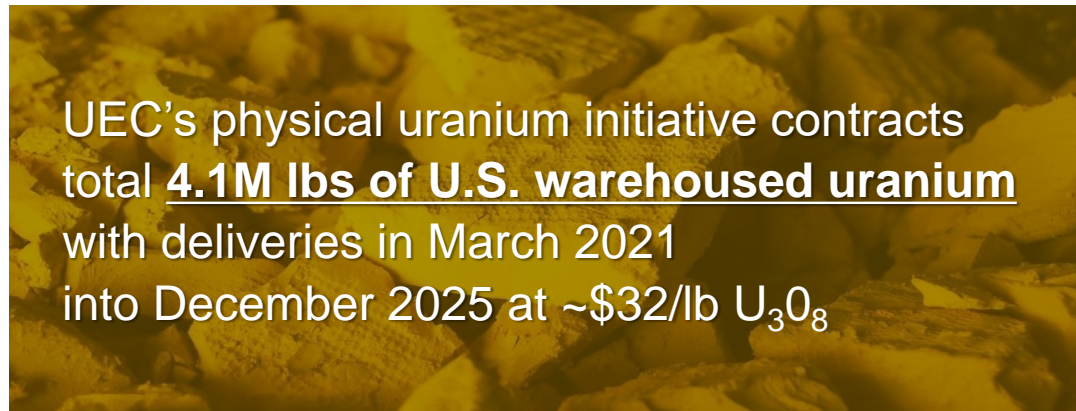 UEC’s physical uranium initiative contracts
total 4.1M lbs of U.S. warehoused uranium
with deliveries in March 2021
into December 2025 at ~$32/lb U₃0₈